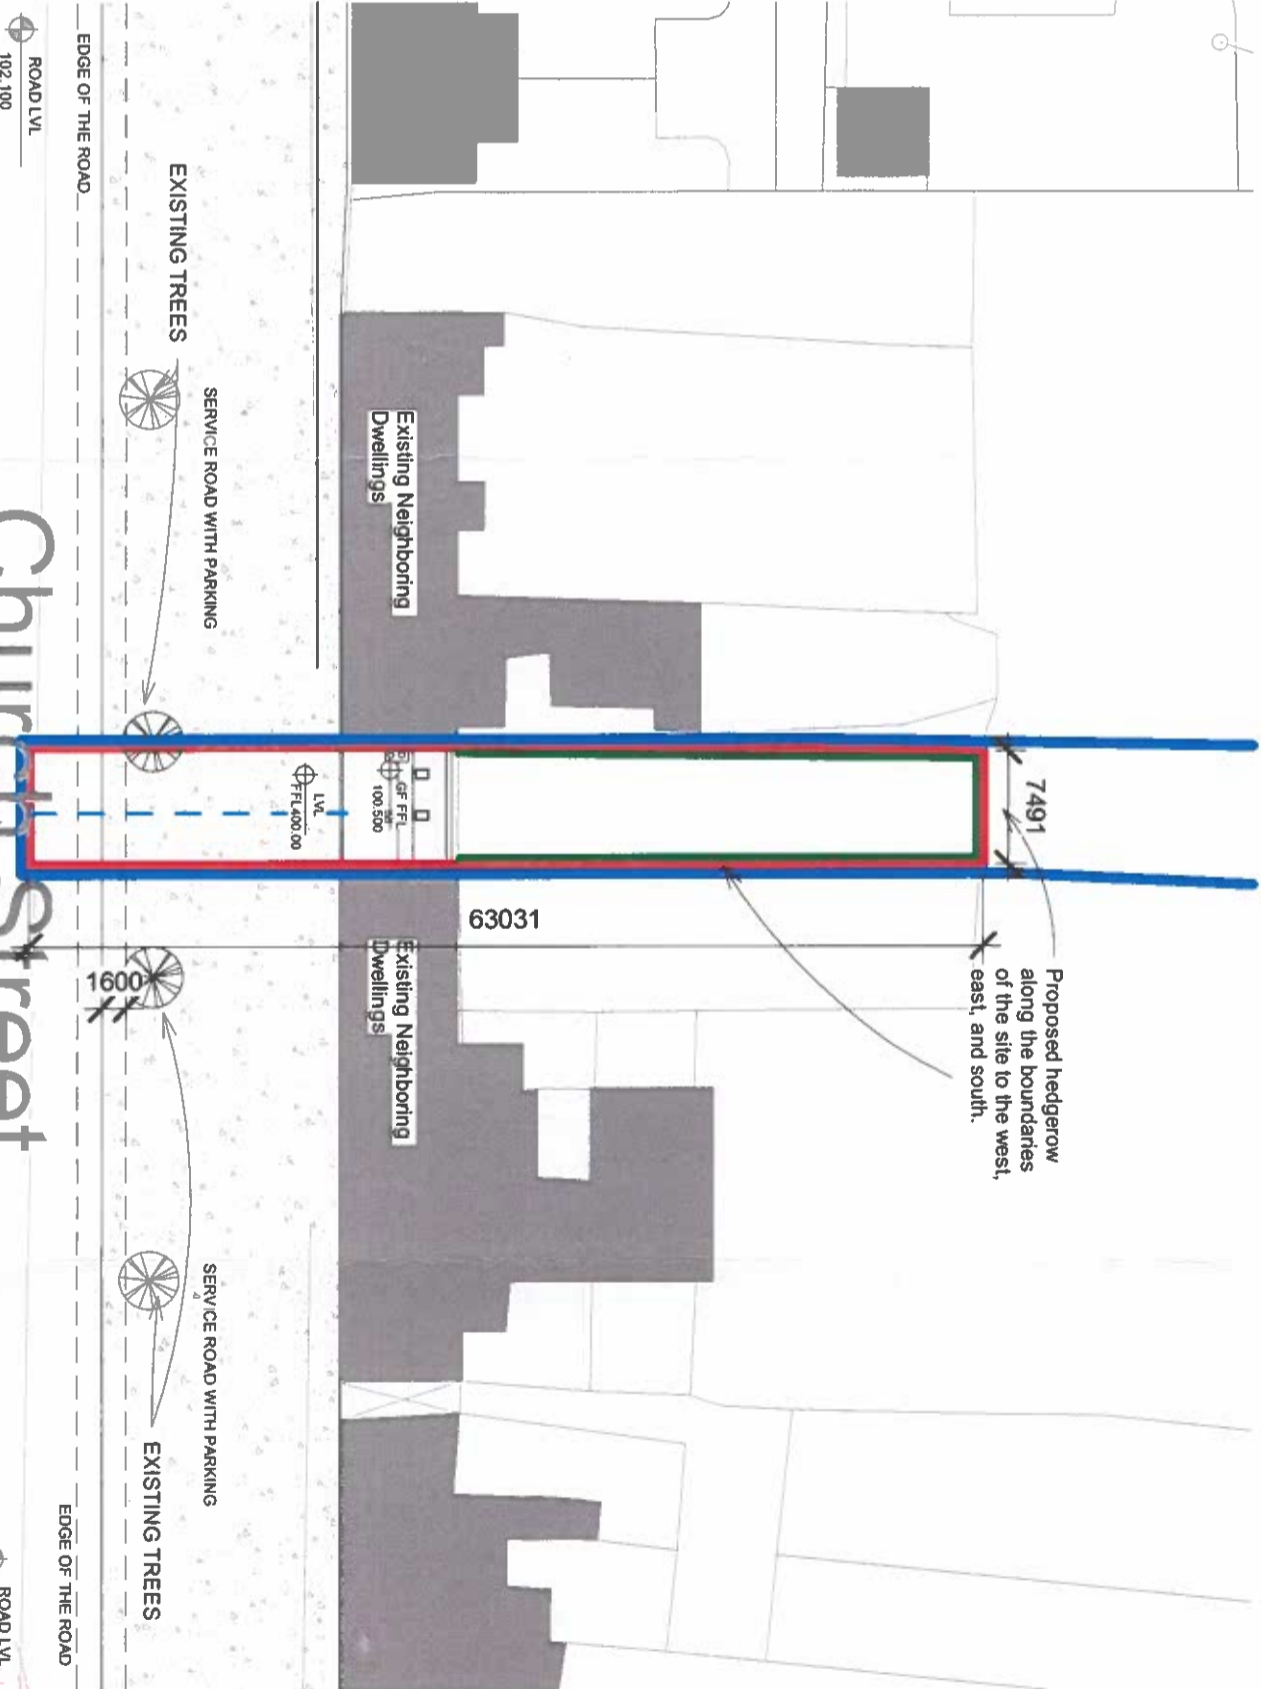 ROAD LVL
102.100
EDGE OF THE ROAD
EXISTING TREES
SERVICE ROAD WITH PARKING
Existing Neighboring
Dwellings
7491
Proposed hedgerow
along the boundaries
of the site to the west,
east, and south.
GF FFL
100.500
LVL
63031
1600
Church Street
Existing Neighboring
Dwellings
SERVICE ROAD WITH PARKING
EXISTING TREES
EDGE OF THE ROAD
ROAD LVL